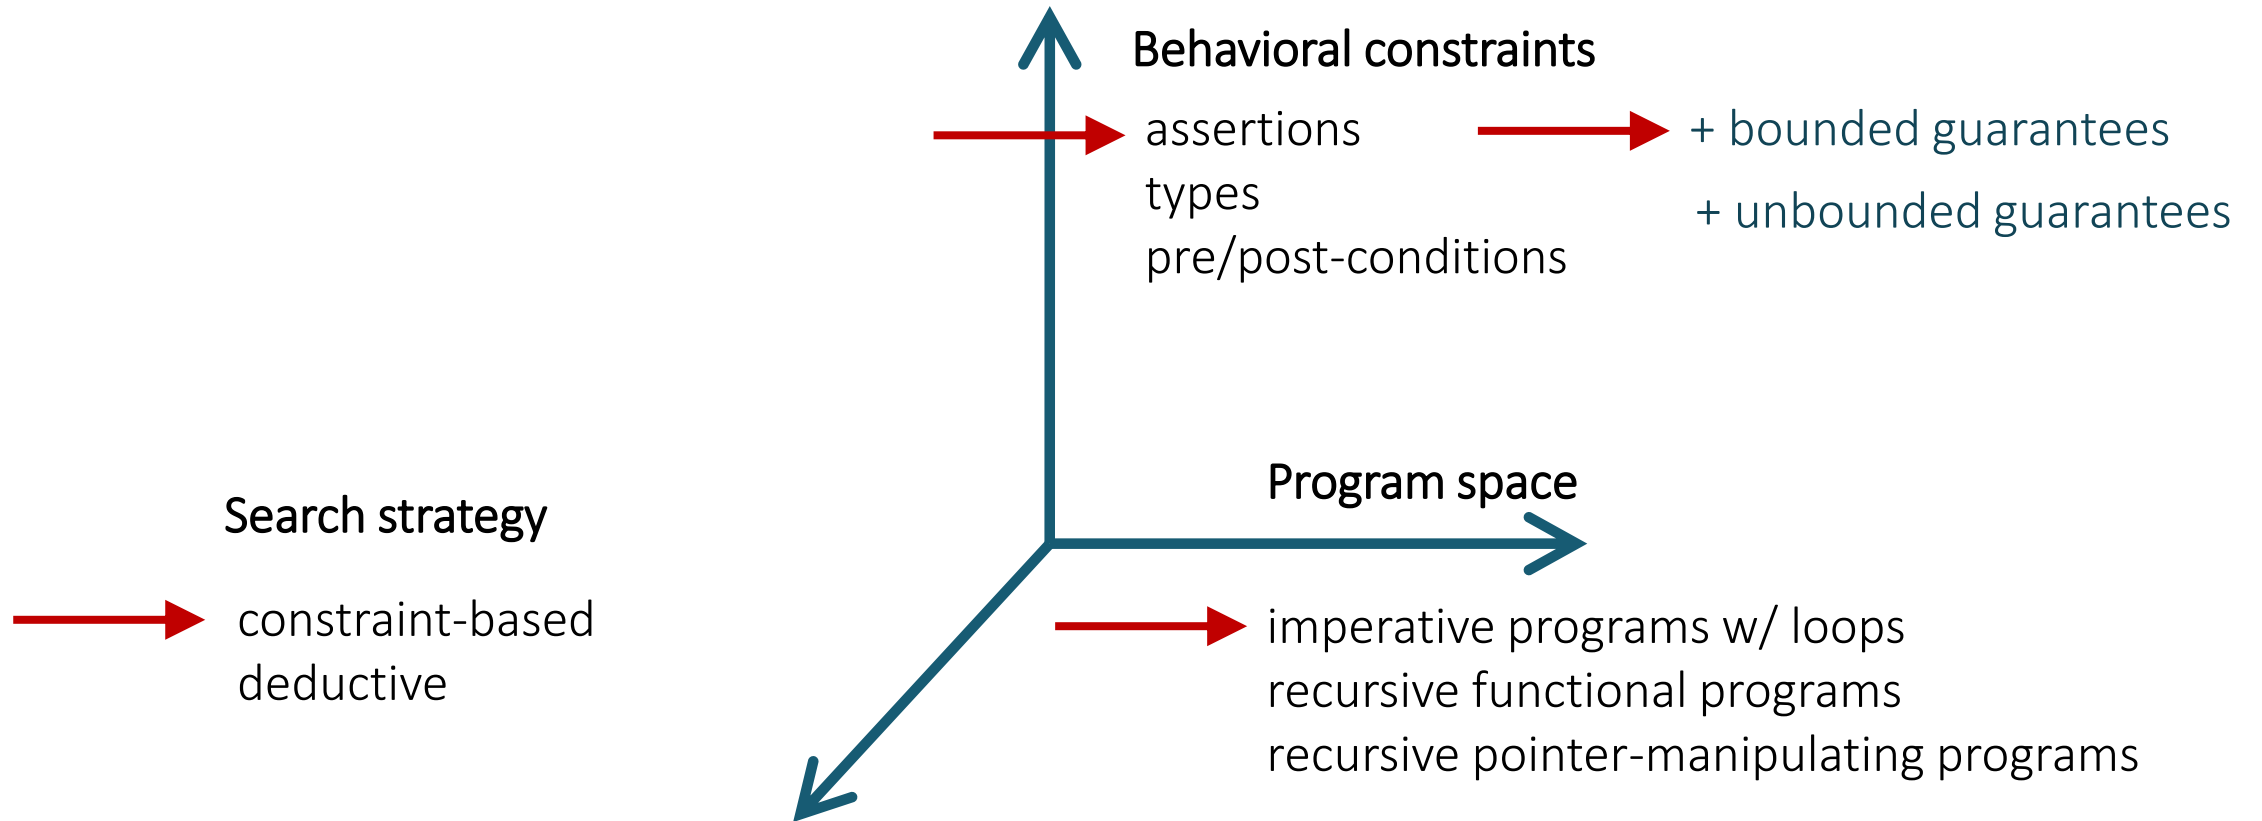 Behavioral constraints
assertions
types
pre/post-conditions
+ bounded guarantees
+ unbounded guarantees
Program space
imperative programs w/ loops
recursive functional programs
recursive pointer-manipulating programs
Search strategy
constraint-based
deductive